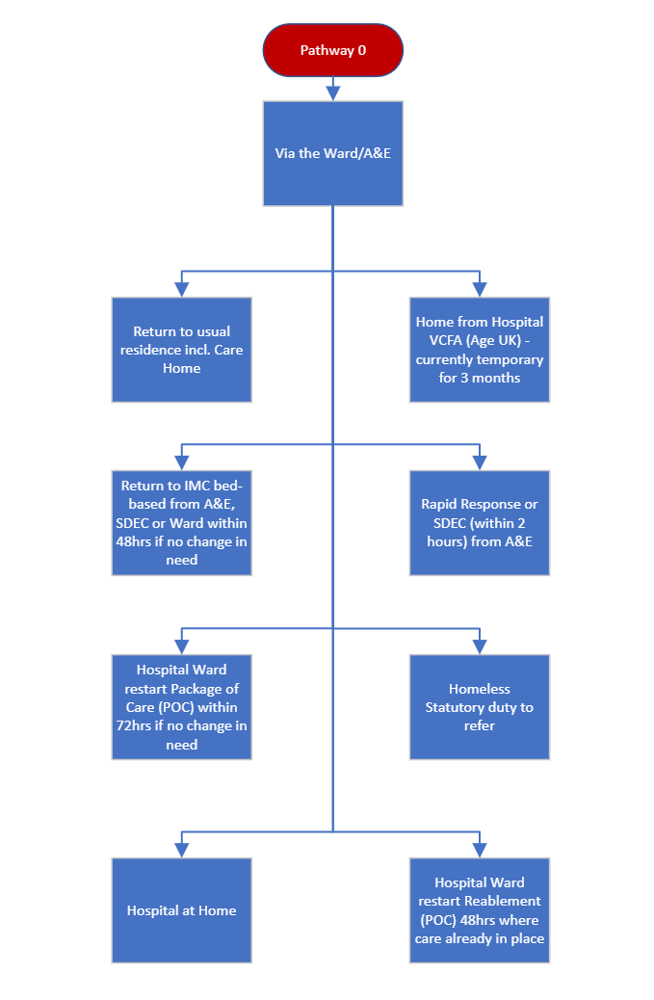 Pathway 0
Via the Ward/A&E
Return to usual
residence incl. Care
Home
Home from Hospital
VCFA (Age UK) -
currently temporary
for 3 months
Return to IMC bed-
based from A&E,
SDEC or Ward within
48hrs if no change in
need
Rapid Response or
SDEC (within 2
hours) from A&E
Hospital Ward
restart Package of
Care (POC) within
72hrs if no change in
need
Homeless
Statutory duty to
refer
Hospital at Home
Hospital Ward
restart Reablement
(POC) 48hrs where
care already in place